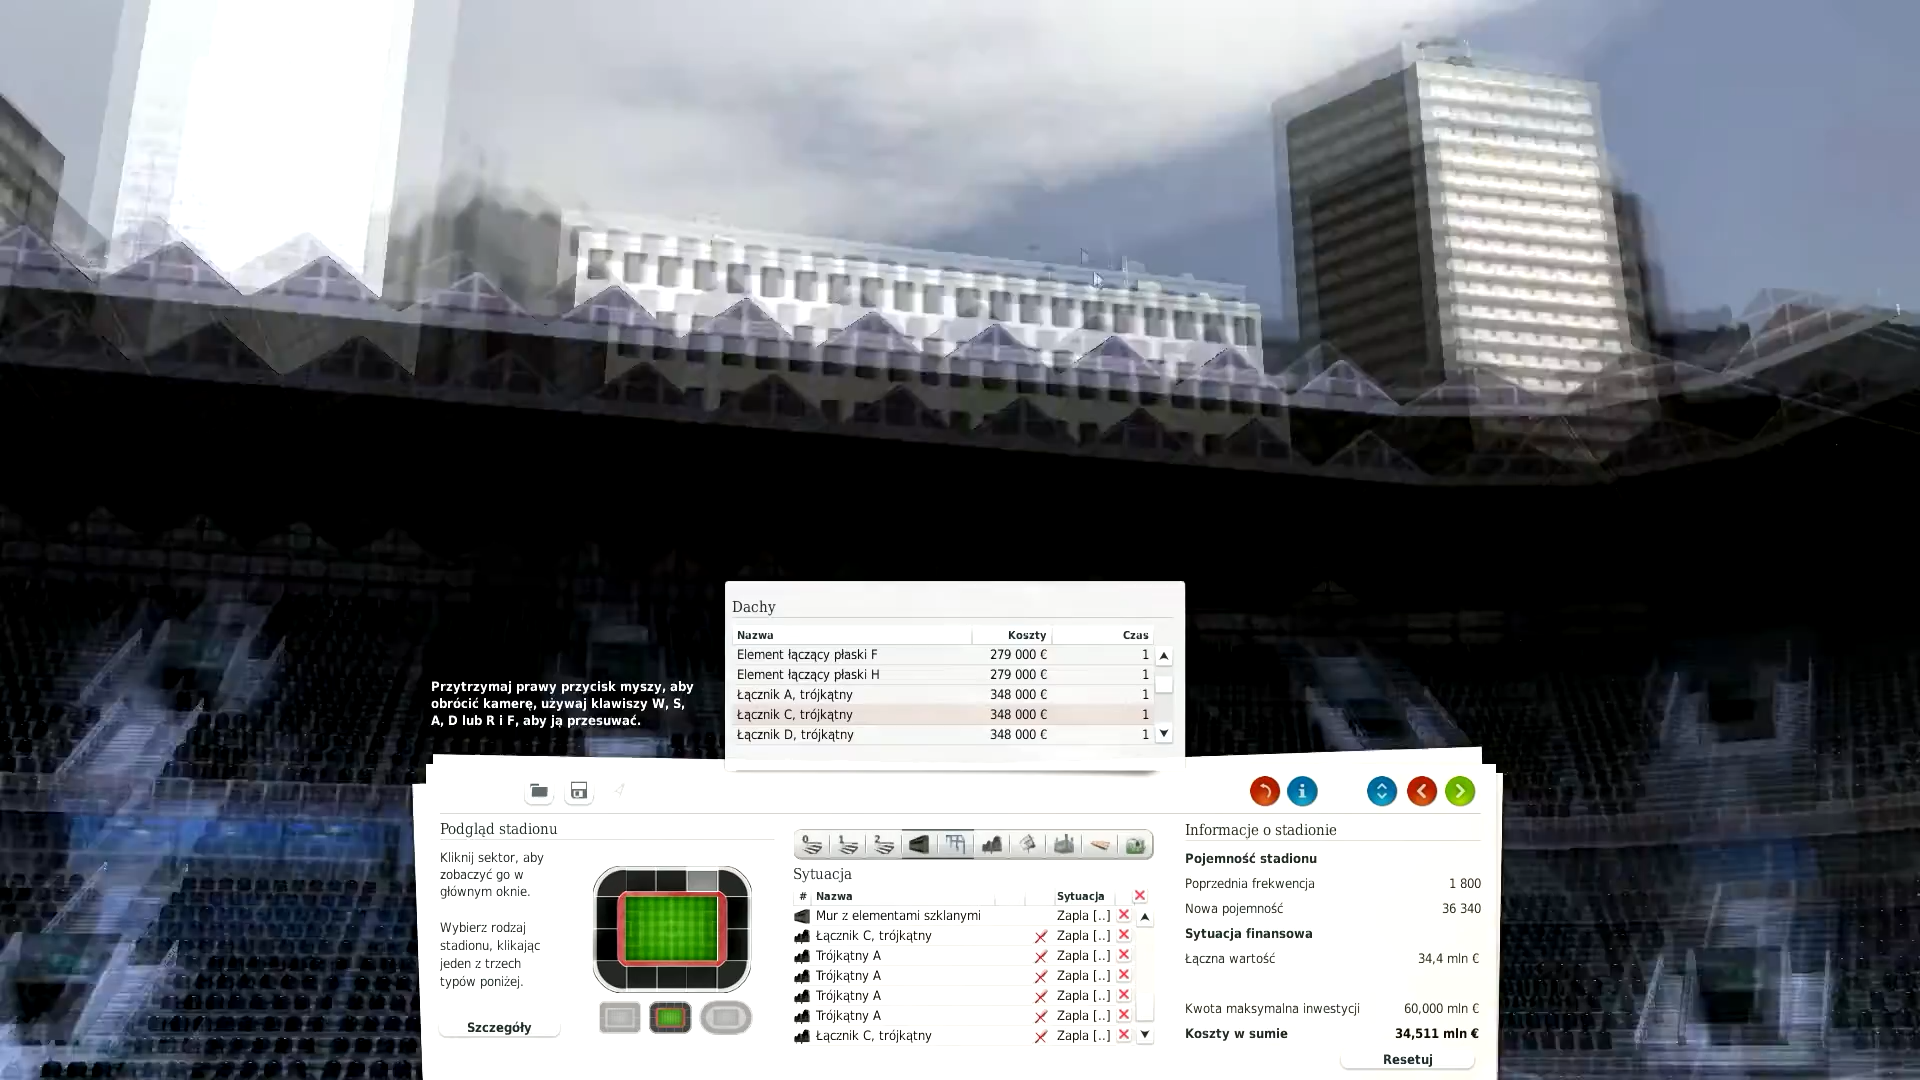 Dachy
Nazwa Koszty Czas
Element łączący płaski F 279 000 € 1
Element łączący płaski H 279 000 € 1
Łącznik A, trójkątny 348 000 € 1
Łącznik C, trójkątny 348 000 € 1
Łącznik D, trójkątny 348 000 € 1
Przytrzymaj prawy przycisk myszy, aby
obrócić kamerę, używaj klawiszy W, S,
A, D lub R i F, aby ją przesuwać.
Podgląd stadionu
Kliknij sektor, aby
zobaczyć go w
głównym oknie.
Wybierz rodzaj
stadionu, klikając
jeden z trzech
typów poniżej.
Szczegóły
0 1 2
Sytuacja
# Nazwa Sytuacja
Mur z elementami szklanymi Zapla [..]
Łącznik C, trójkątny Zapla [..]
Trójkątny A Zapla [..]
Trójkątny A Zapla [..]
Trójkątny A Zapla [..]
Trójkątny A Zapla [..]
Łącznik C, trójkątny Zapla [..]
Informacje o stadionie
Pojemność stadionu
Poprzednia frekwencja 1 800
Nowa pojemność 36 340
Sytuacja finansowa
Łączna wartość 34,4 mln €
Kwota maksymalna inwestycji 60,000 mln €
Koszty w sumie 34,511 mln €
Resetuj